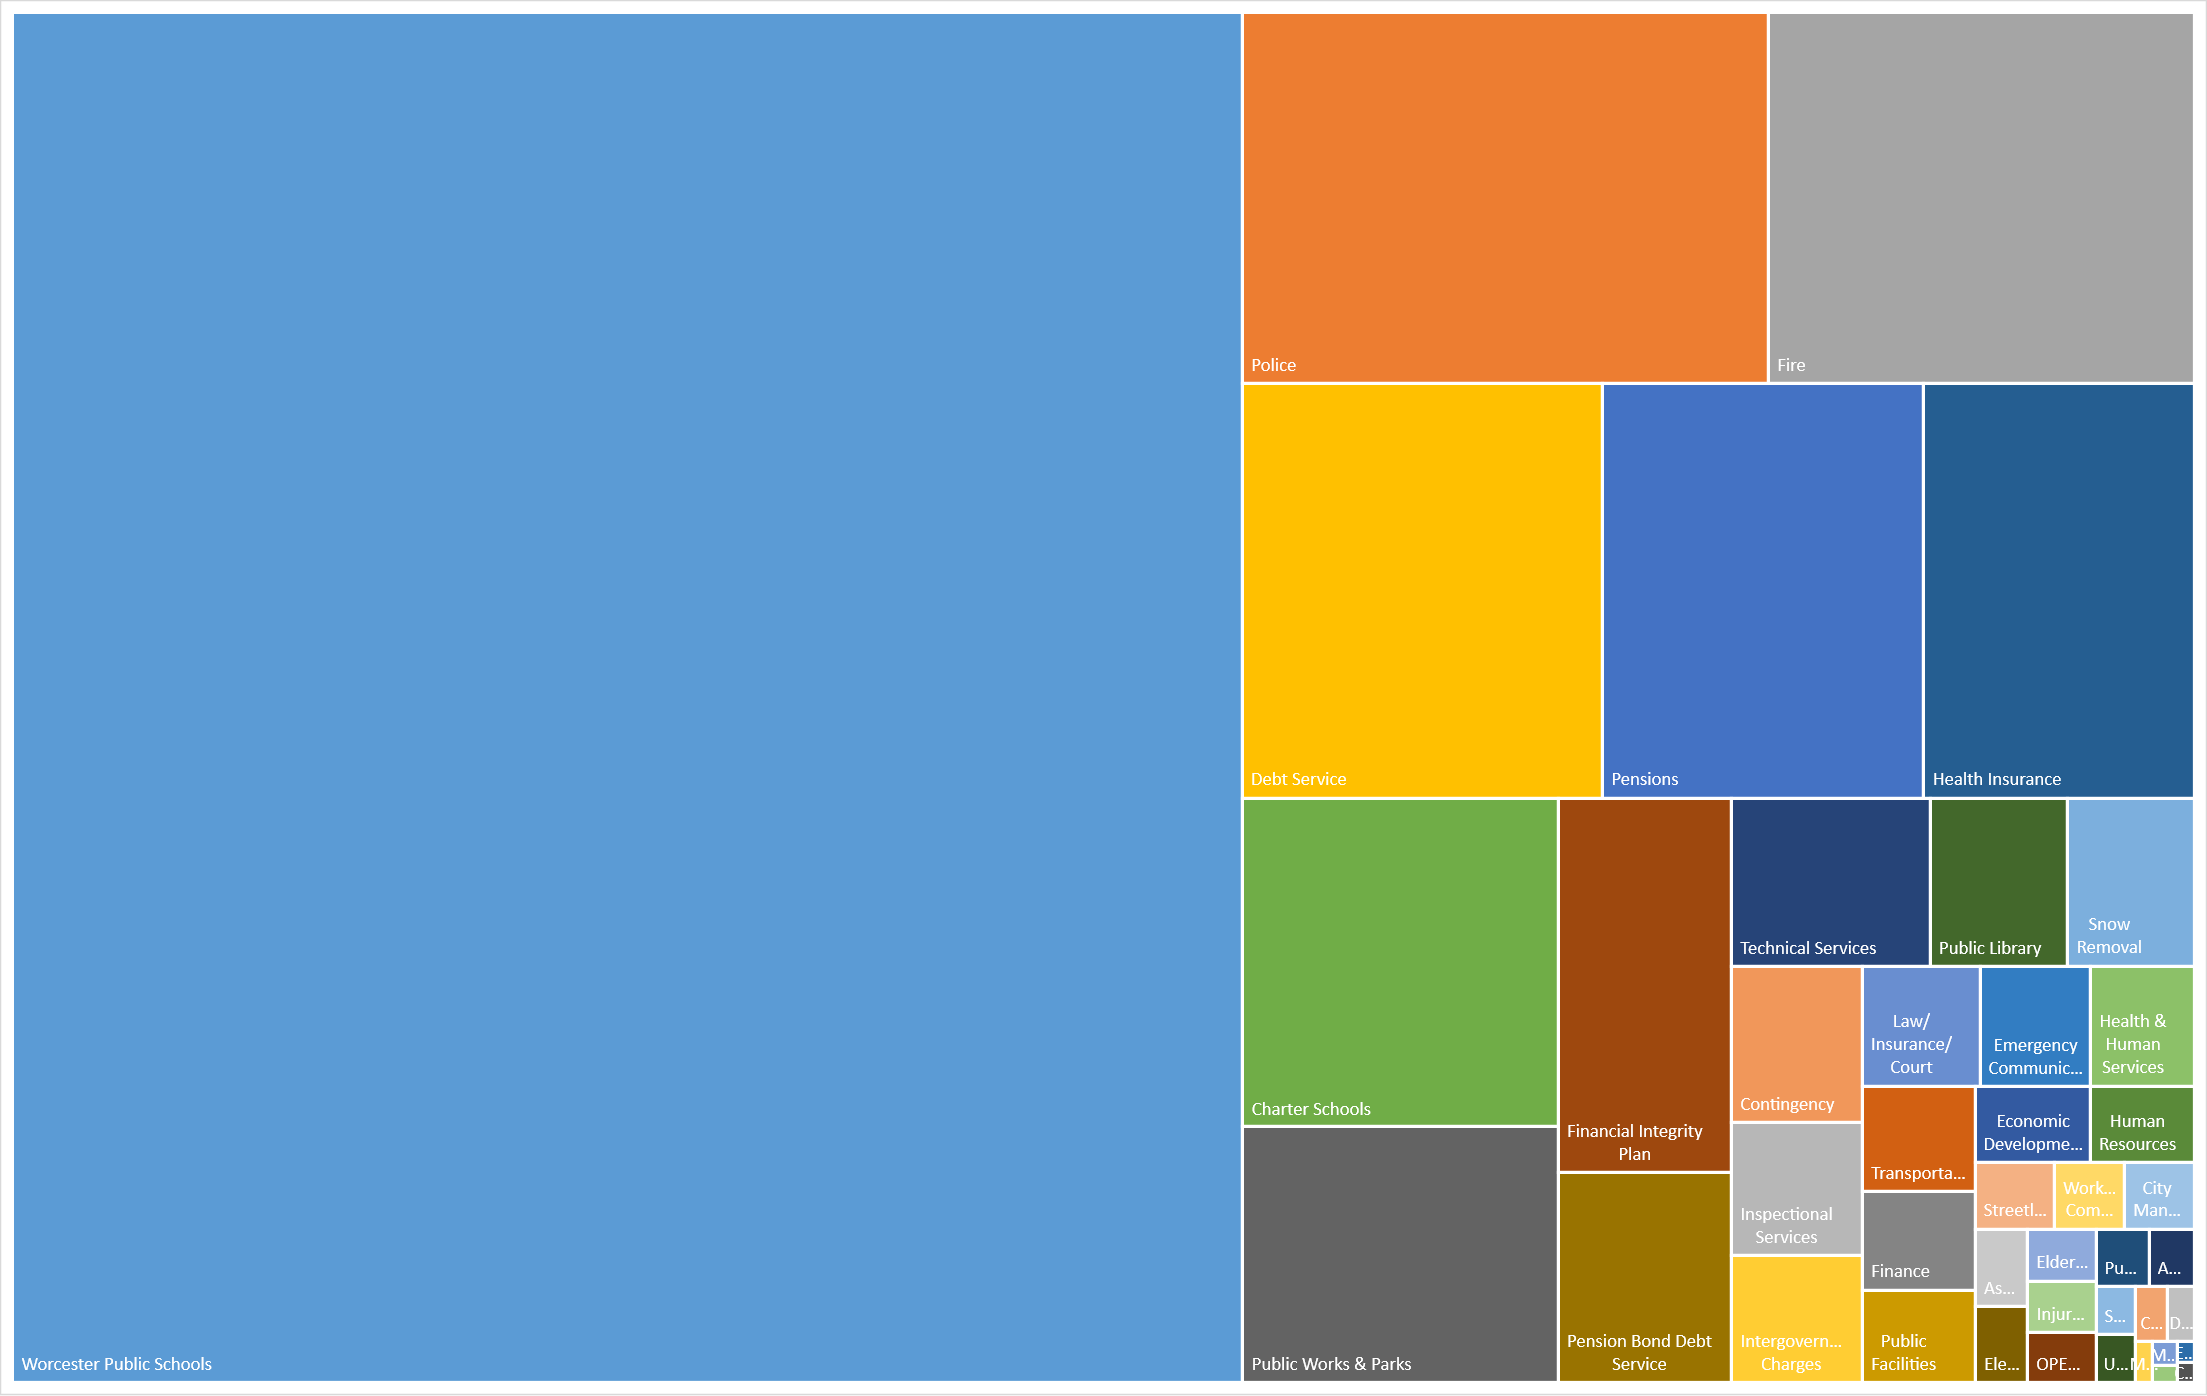 Worcester Public Schools
Police
Fire
Debt Service
Pensions
Health Insurance
Charter Schools
Public Works & Parks
Financial Integrity
Plan
Pension Bond Debt
Service
Technical Services
Public Library
Snow
Removal
Contingency
Law/
Insurance/
Court
Emergency
Communic...
Health &
Human
Services
Inspectional
Services
Intergovern...
Charges
Transporta...
Economic
Developme...
Human
Resources
Finance
Public
Facilities
Streetl...
Work...
Com...
City
Man...
As...
Ele...
Elder...
Injur...
OPE...
Pu...
A...
S...
U...
C...
D...
M...
M...
E...
C...